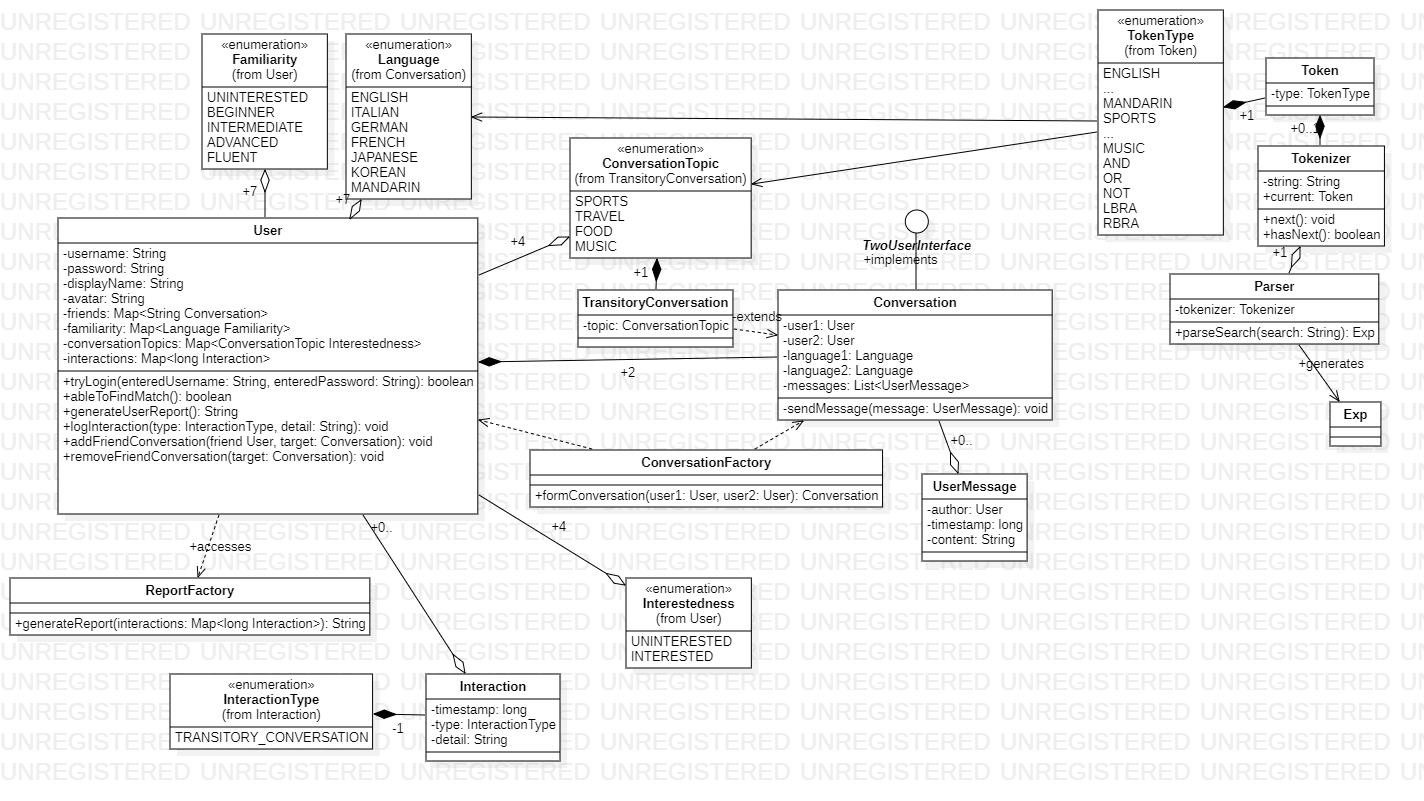 «enumeration»
Familiarity
(from User)
UNINTERESTED
BEGINNER
INTERMEDIATE
ADVANCED
FLUENT
«enumeration»
Language
(from Conversation)
ENGLISH
ITALIAN
GERMAN
FRENCH
JAPANESE
KOREAN
MANDARIN
«enumeration»
TokenType
(from Token)
ENGLISH
...
MANDARIN
SPORTS
...
MUSIC
AND
OR
NOT
LBRA
RBRA
Token
-type: TokenType
+1
+0..
Tokenizer
-string: String
+current: Token
+next(): void
+hasNext(): boolean
+1
Parser
-tokenizer: Tokenizer
+parseSearch(search: String): Exp
+generates
Exp
«enumeration»
ConversationTopic
(from TransitoryConversation)
SPORTS
TRAVEL
FOOD
MUSIC
+7
+7
+4
+1
User
-username: String
-password: String
-displayName: String
-avatar: String
-friends: Map<String Conversation>
-familiarity: Map<Language Familiarity>
-conversationTopics: Map<ConversationTopic Interestedness>
-interactions: Map<long Interaction>
+tryLogin(enteredUsername: String, enteredPassword: String): boolean
+ableToFindMatch(): boolean
+generateUserReport(): String
+logInteraction(type: InteractionType, detail: String): void
+addFriendConversation(friend User, target: Conversation): void
+removeFriendConversation(target: Conversation): void
TwoUserInterface
+implements
TransitoryConversation
-topic: ConversationTopic
-extends
Conversation
-user1: User
-user2: User
-language1: Language
-language2: Language
-messages: List<UserMessage>
-sendMessage(message: UserMessage): void
+2
ConversationFactory
+formConversation(user1: User, user2: User): Conversation
+0..
UserMessage
-author: User
-timestamp: long
-content: String
+accesses
+0..
+4
ReportFactory
+generateReport(interactions: Map<long Interaction>): String
«enumeration»
Interestedness
(from User)
UNINTERESTED
INTERESTED
«enumeration»
InteractionType
(from Interaction)
TRANSITORY_CONVERSATION
-1
Interaction
-timestamp: long
-type: InteractionType
-detail: String